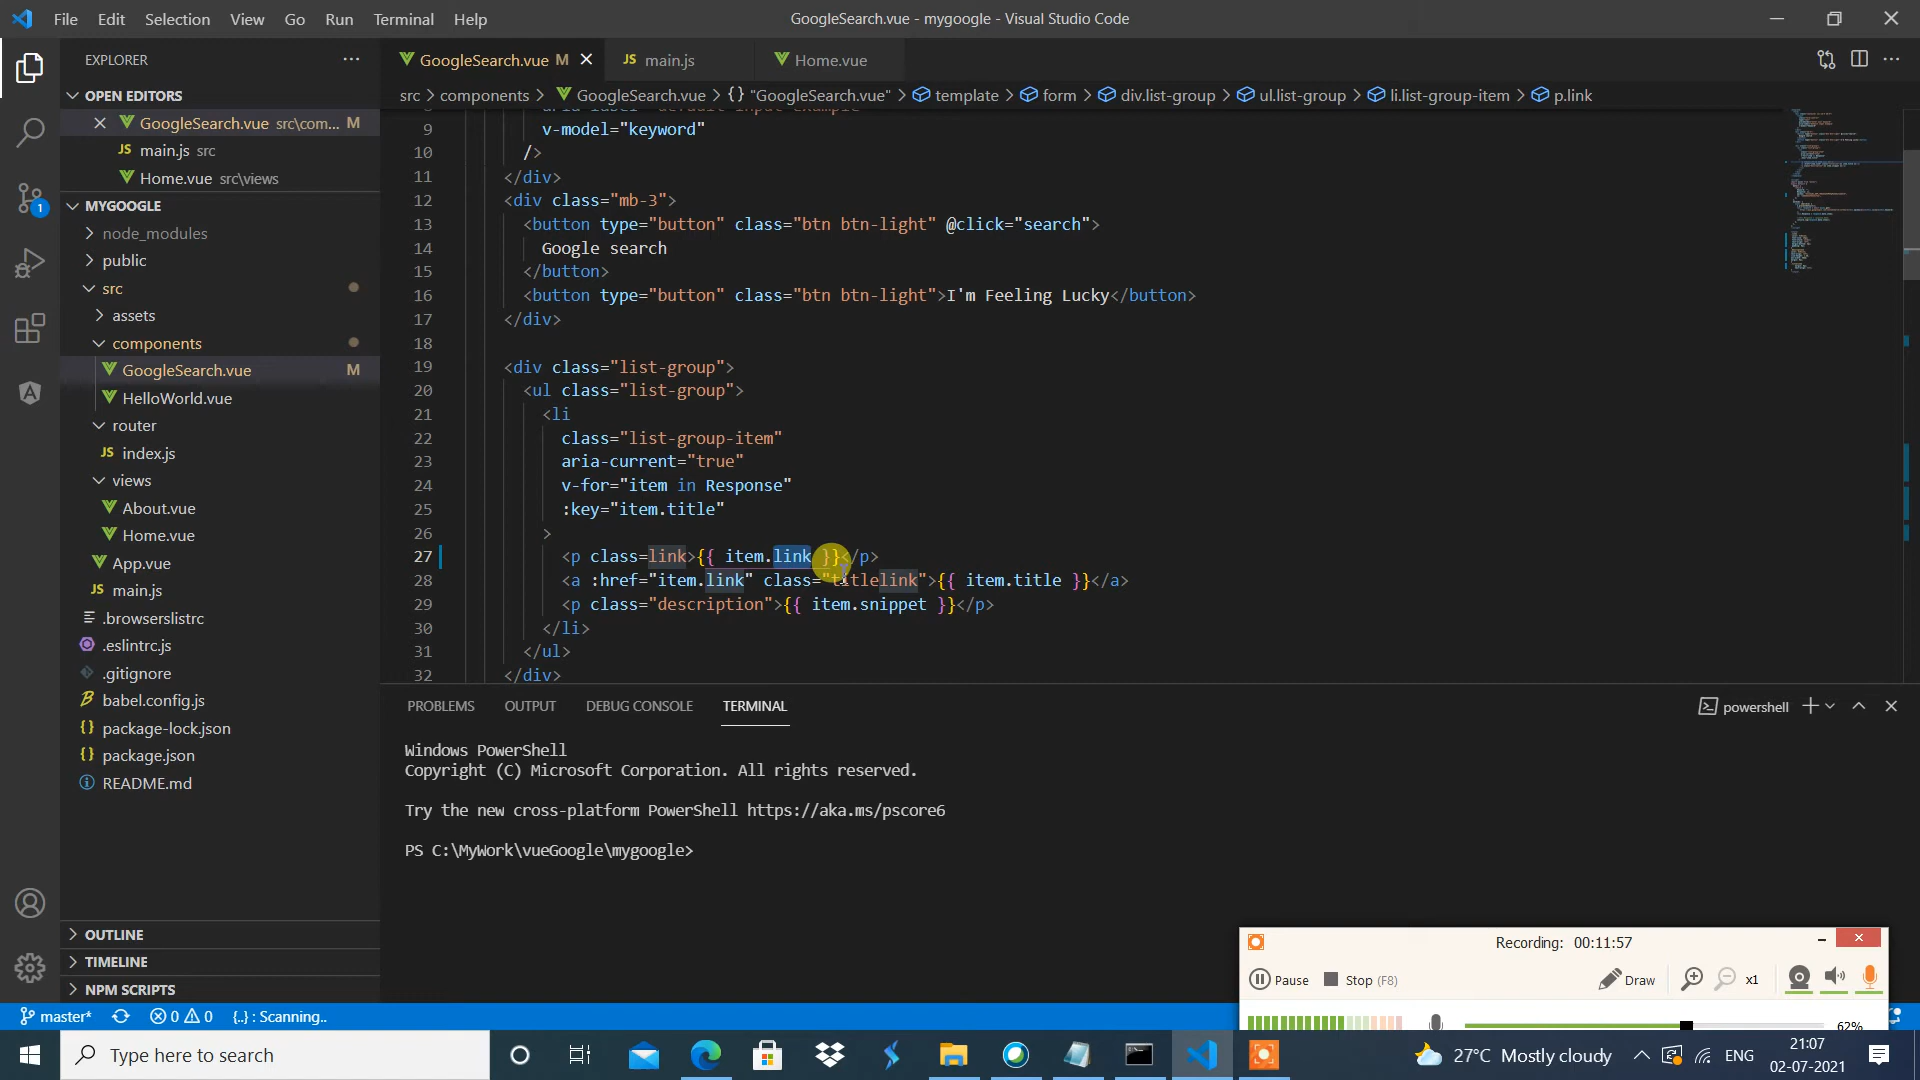 File Edit Selection View Go Run Terminal Help
GoogleSearch.vue - mygoogle - Visual Studio Code
EXPLORER
GoogleSearch.vue M
main.js
Home.vue
OPEN EDITORS
src > components > GoogleSearch.vue > {} "GoogleSearch.vue" > template > form > div.list-group > ul.list-group > li.list-group-item > p.link
GoogleSearch.vue src\com... M
main.js src
Home.vue src\views
MYGOOGLE
node_modules
public
src
assets
components
GoogleSearch.vue M
HelloWorld.vue
router
index.js
views
About.vue
Home.vue
App.vue
main.js
.browserslistrc
.eslintrc.js
.gitignore
babel.config.js
package-lock.json
package.json
README.md
OUTLINE
TIMELINE
NPM SCRIPTS
9 v-model="keyword"
10 />
11 </div>
12 <div class="mb-3">
13 <button type="button" class="btn btn-light" @click="search">
14 Google search
15 </button>
16 <button type="button" class="btn btn-light">I'm Feeling Lucky</button>
17 </div>
18
19 <div class="list-group">
20 <ul class="list-group">
21 <li
22 class="list-group-item"
23 aria-current="true"
24 v-for="item in Response"
25 :key="item.title"
26 >
27 <p class=link>{{ item.link }}</p>
28 <a :href="item.link" class="titlelink">{{ item.title }}</a>
29 <p class="description">{{ item.snippet }}</p>
30 </li>
31 </ul>
32 </div>
PROBLEMS OUTPUT DEBUG CONSOLE TERMINAL
powershell
Windows PowerShell
Copyright (C) Microsoft Corporation. All rights reserved.
Try the new cross-platform PowerShell https://aka.ms/pscore6
PS C:\MyWork\vueGoogle\mygoogle>
Recording: 00:11:57
Pause Stop (F8) Draw x1
62%
1
master* 0 0 {..} : Scanning..
Type here to search
27°C Mostly cloudy
ENG
21:07
02-07-2021